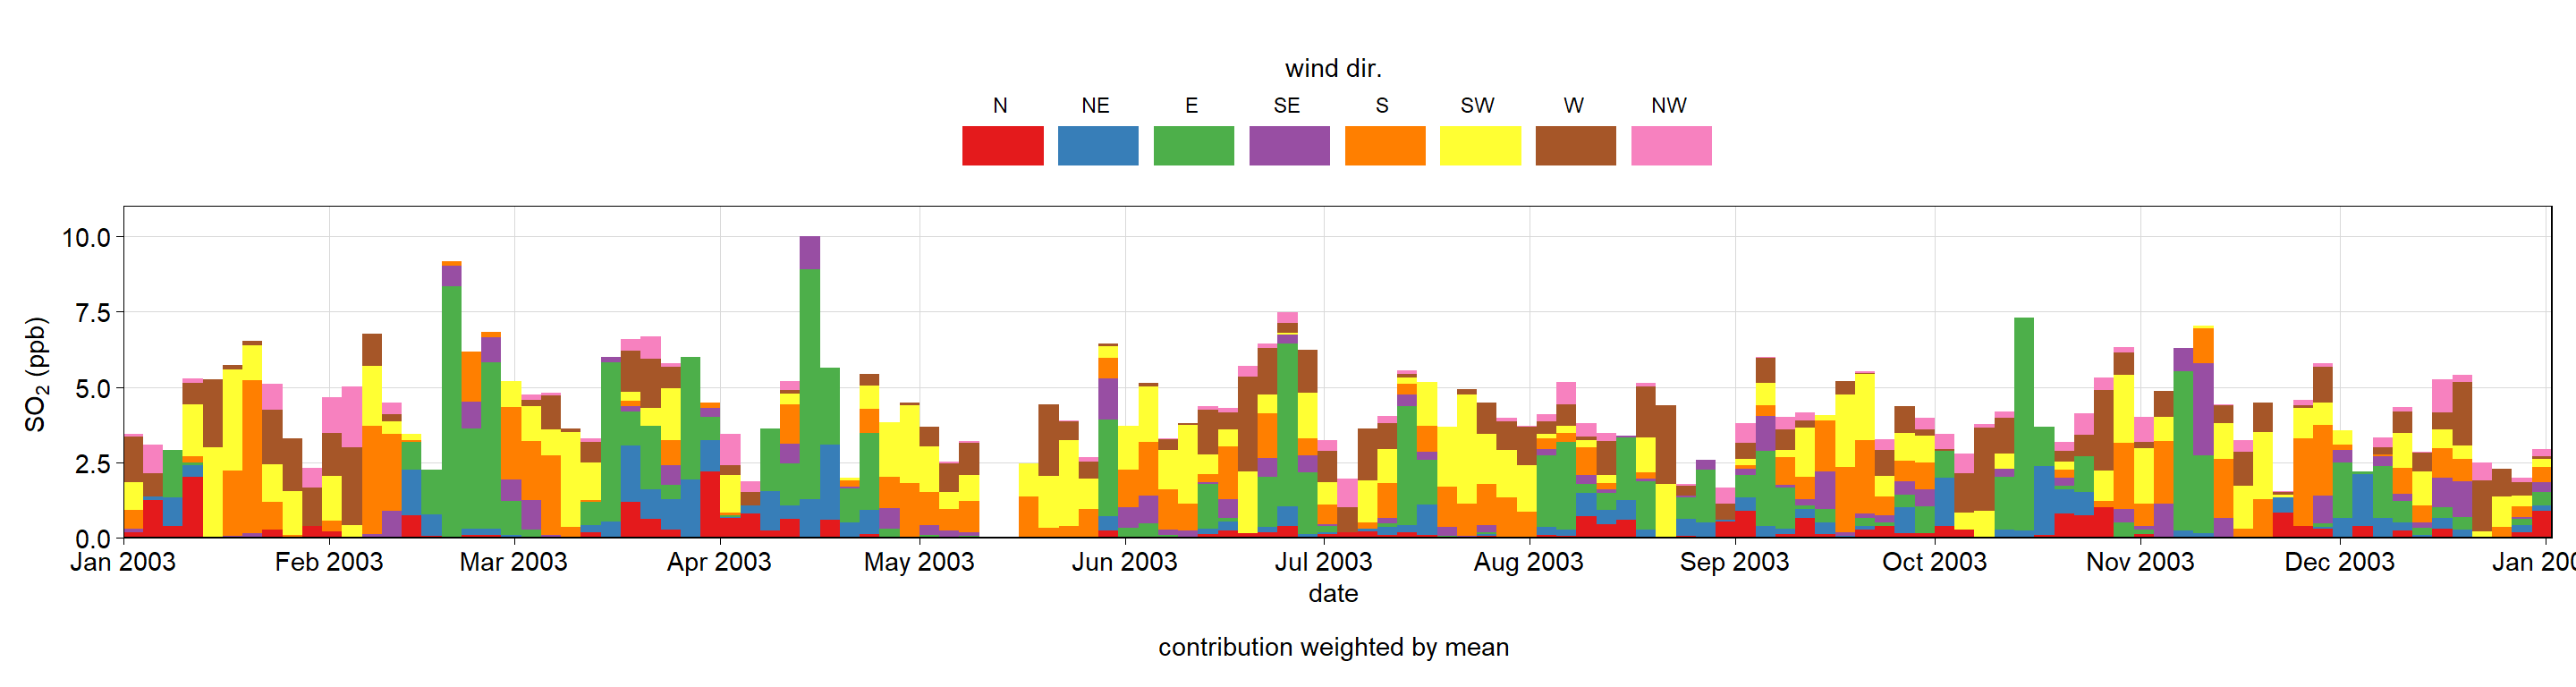 wind dir.
N NE E SE S SW W NW
10.0
7.5
5.0
2.5
0.0
SO₂ (ppb)
Jan 2003 Feb 2003 Mar 2003 Apr 2003 May 2003 Jun 2003 Jul 2003 Aug 2003 Sep 2003 Oct 2003 Nov 2003 Dec 2003 Jan
date
contribution weighted by mean